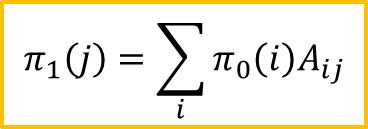 π₁(j) = ∑ᵢ π₀(i)Aᵢⱼ